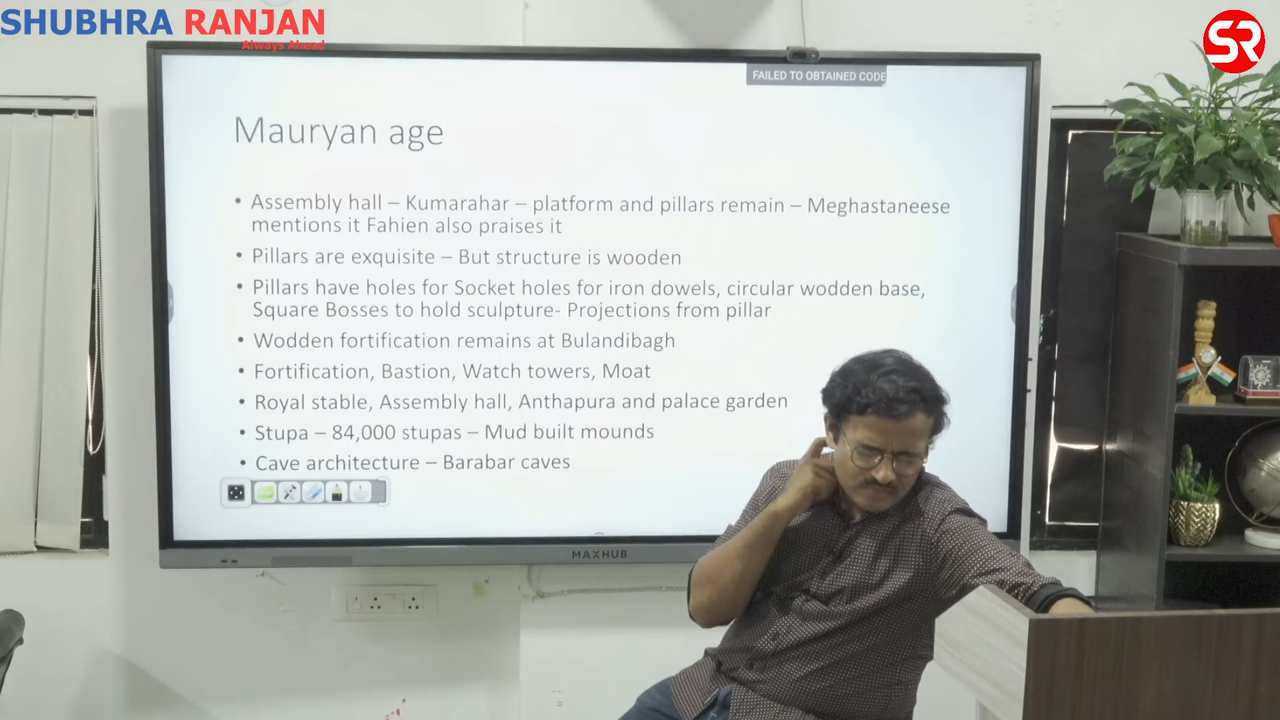 SHUBHRA RANJAN
Always Ahead
SR
FAILED TO OBTAINED CODE
Mauryan age
• Assembly hall – Kumarahar – platform and pillars remain – Meghastaneese
mentions it Fahien also praises it
• Pillars are exquisite – But structure is wooden
• Pillars have holes for Socket holes for iron dowels, circular wodden base,
Square Bosses to hold sculpture- Projections from pillar
• Wodden fortification remains at Bulandibagh
• Fortification, Bastion, Watch towers, Moat
• Royal stable, Assembly hall, Anthapura and palace garden
• Stupa – 84,000 stupas – Mud built mounds
• Cave architecture – Barabar caves
MAXHUB